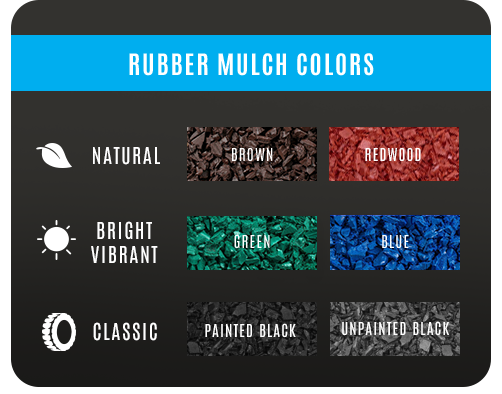 RUBBER MULCH COLORS
NATURAL
BROWN
REDWOOD
BRIGHT
VIBRANT
GREEN
BLUE
CLASSIC
PAINTED BLACK
UNPAINTED BLACK